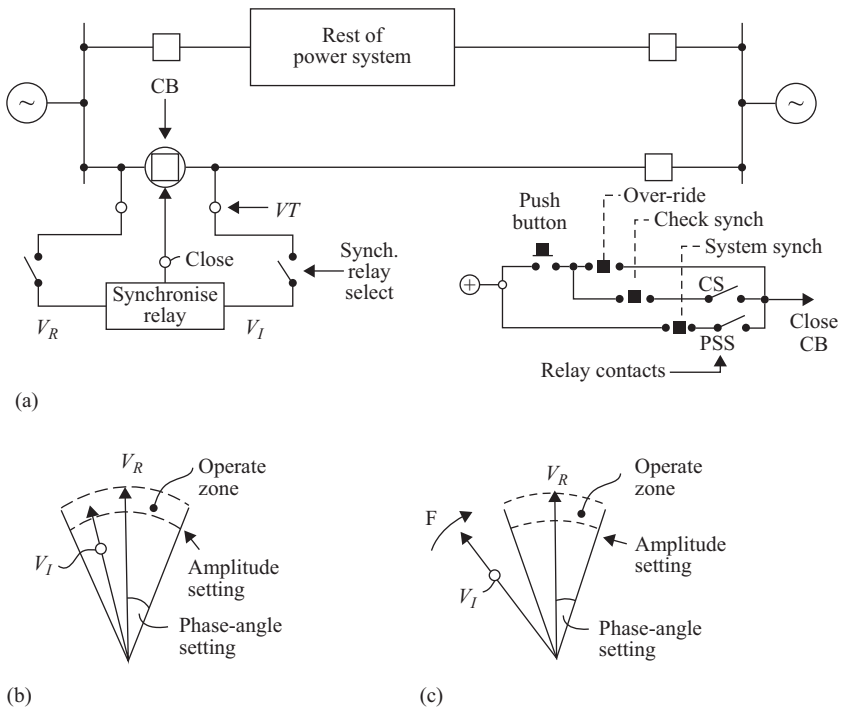 Rest of
power system
CB
~
~
VT
Close
Synch.
relay
select
Synchronise
relay
V_R
V_I
Over-ride
Push
button
Check synch
System synch
+
CS
Close
CB
PSS
Relay contacts
(a)
V_R
Operate
zone
V_I
Amplitude
setting
Phase-angle
setting
(b)
V_R
Operate
zone
F
Amplitude
setting
V_I
Phase-angle
setting
(c)